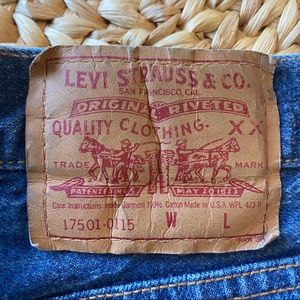 LEVI STRAUSS & CO.
SAN FRANCISCO, CAL.
ORIGINAL RIVETED
QUALITY CLOTHING. XX
TRADE MARK
PATENTED IN U.S. MAY 20 1873
Care Instructions Inside Garment 100% Cotton Made in U.S.A. WPL 423 R
17501-0115 W L